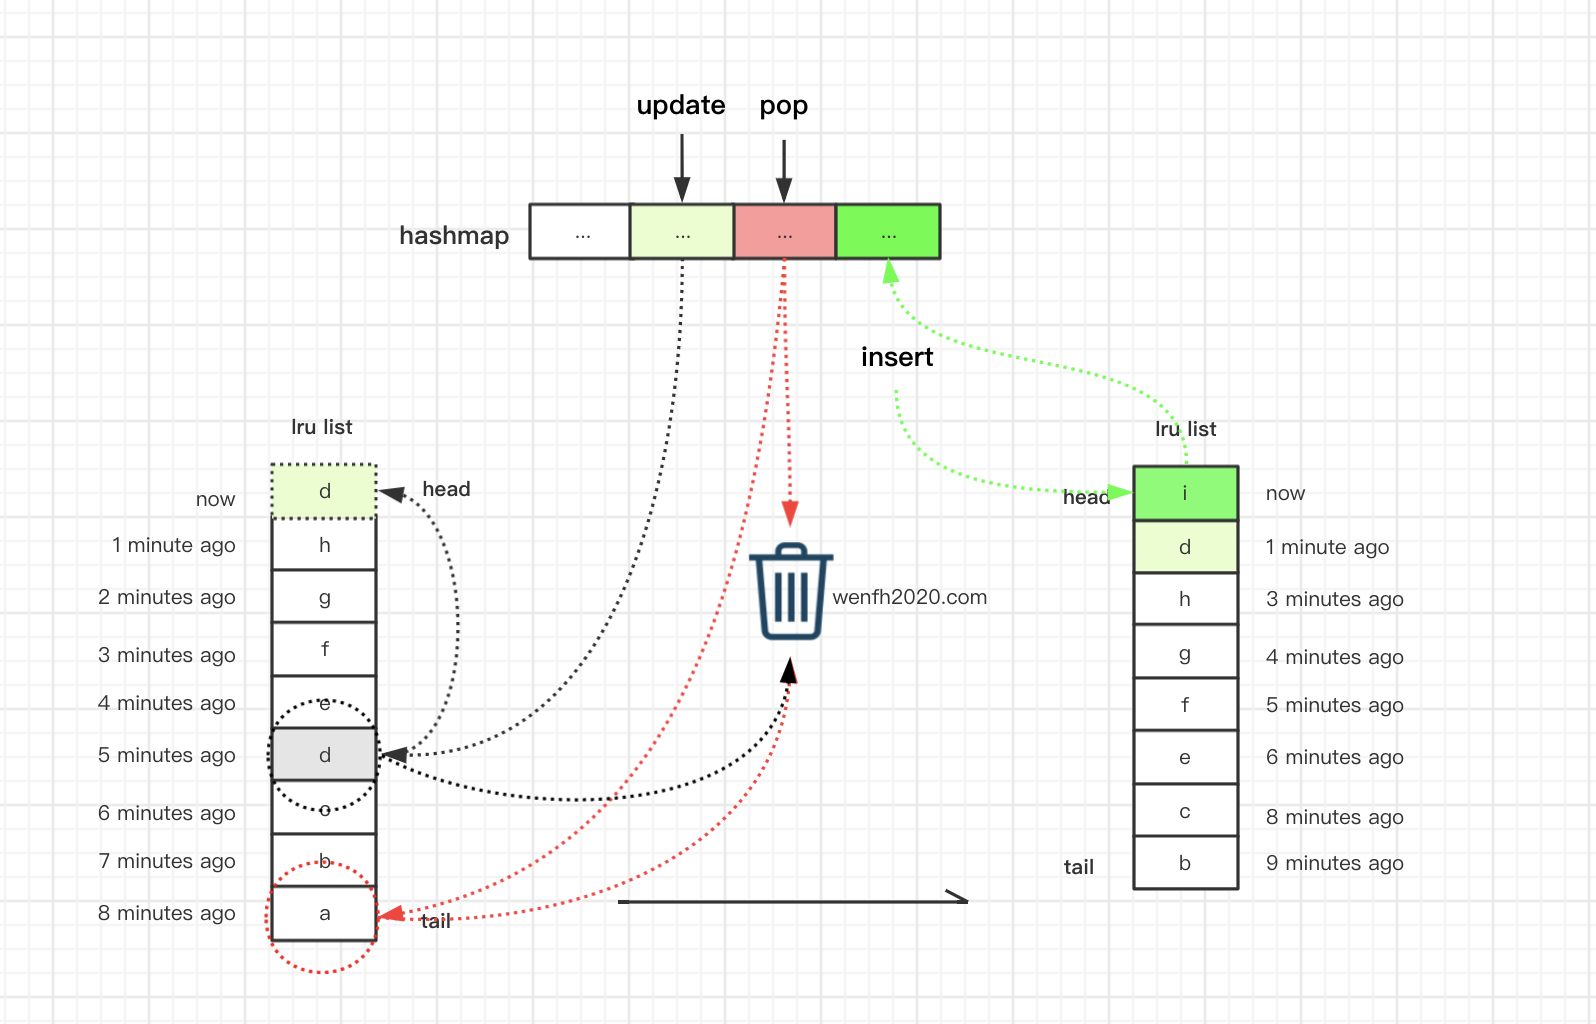 update pop
hashmap ... ... ... ...
insert
lru list
d
head
now
1 minute ago h
2 minutes ago g
3 minutes ago f
4 minutes ago e
5 minutes ago d
6 minutes ago c
7 minutes ago b
8 minutes ago a
tail
wenfh2020.com
lru list
head i now
d 1 minute ago
h 3 minutes ago
g 4 minutes ago
f 5 minutes ago
e 6 minutes ago
c 8 minutes ago
tail b 9 minutes ago